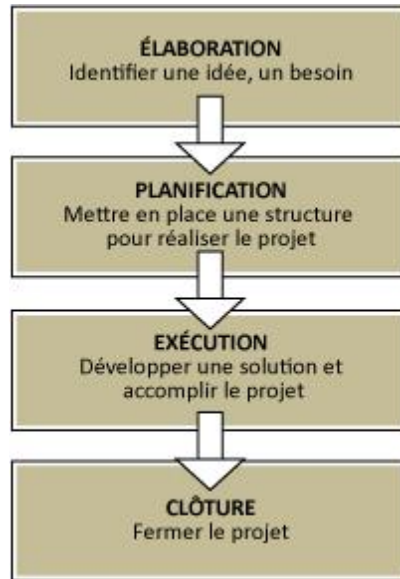 ÉLABORATION
Identifier une idée, un besoin
PLANIFICATION
Mettre en place une structure
pour réaliser le projet
EXÉCUTION
Développer une solution et
accomplir le projet
CLÔTURE
Fermer le projet